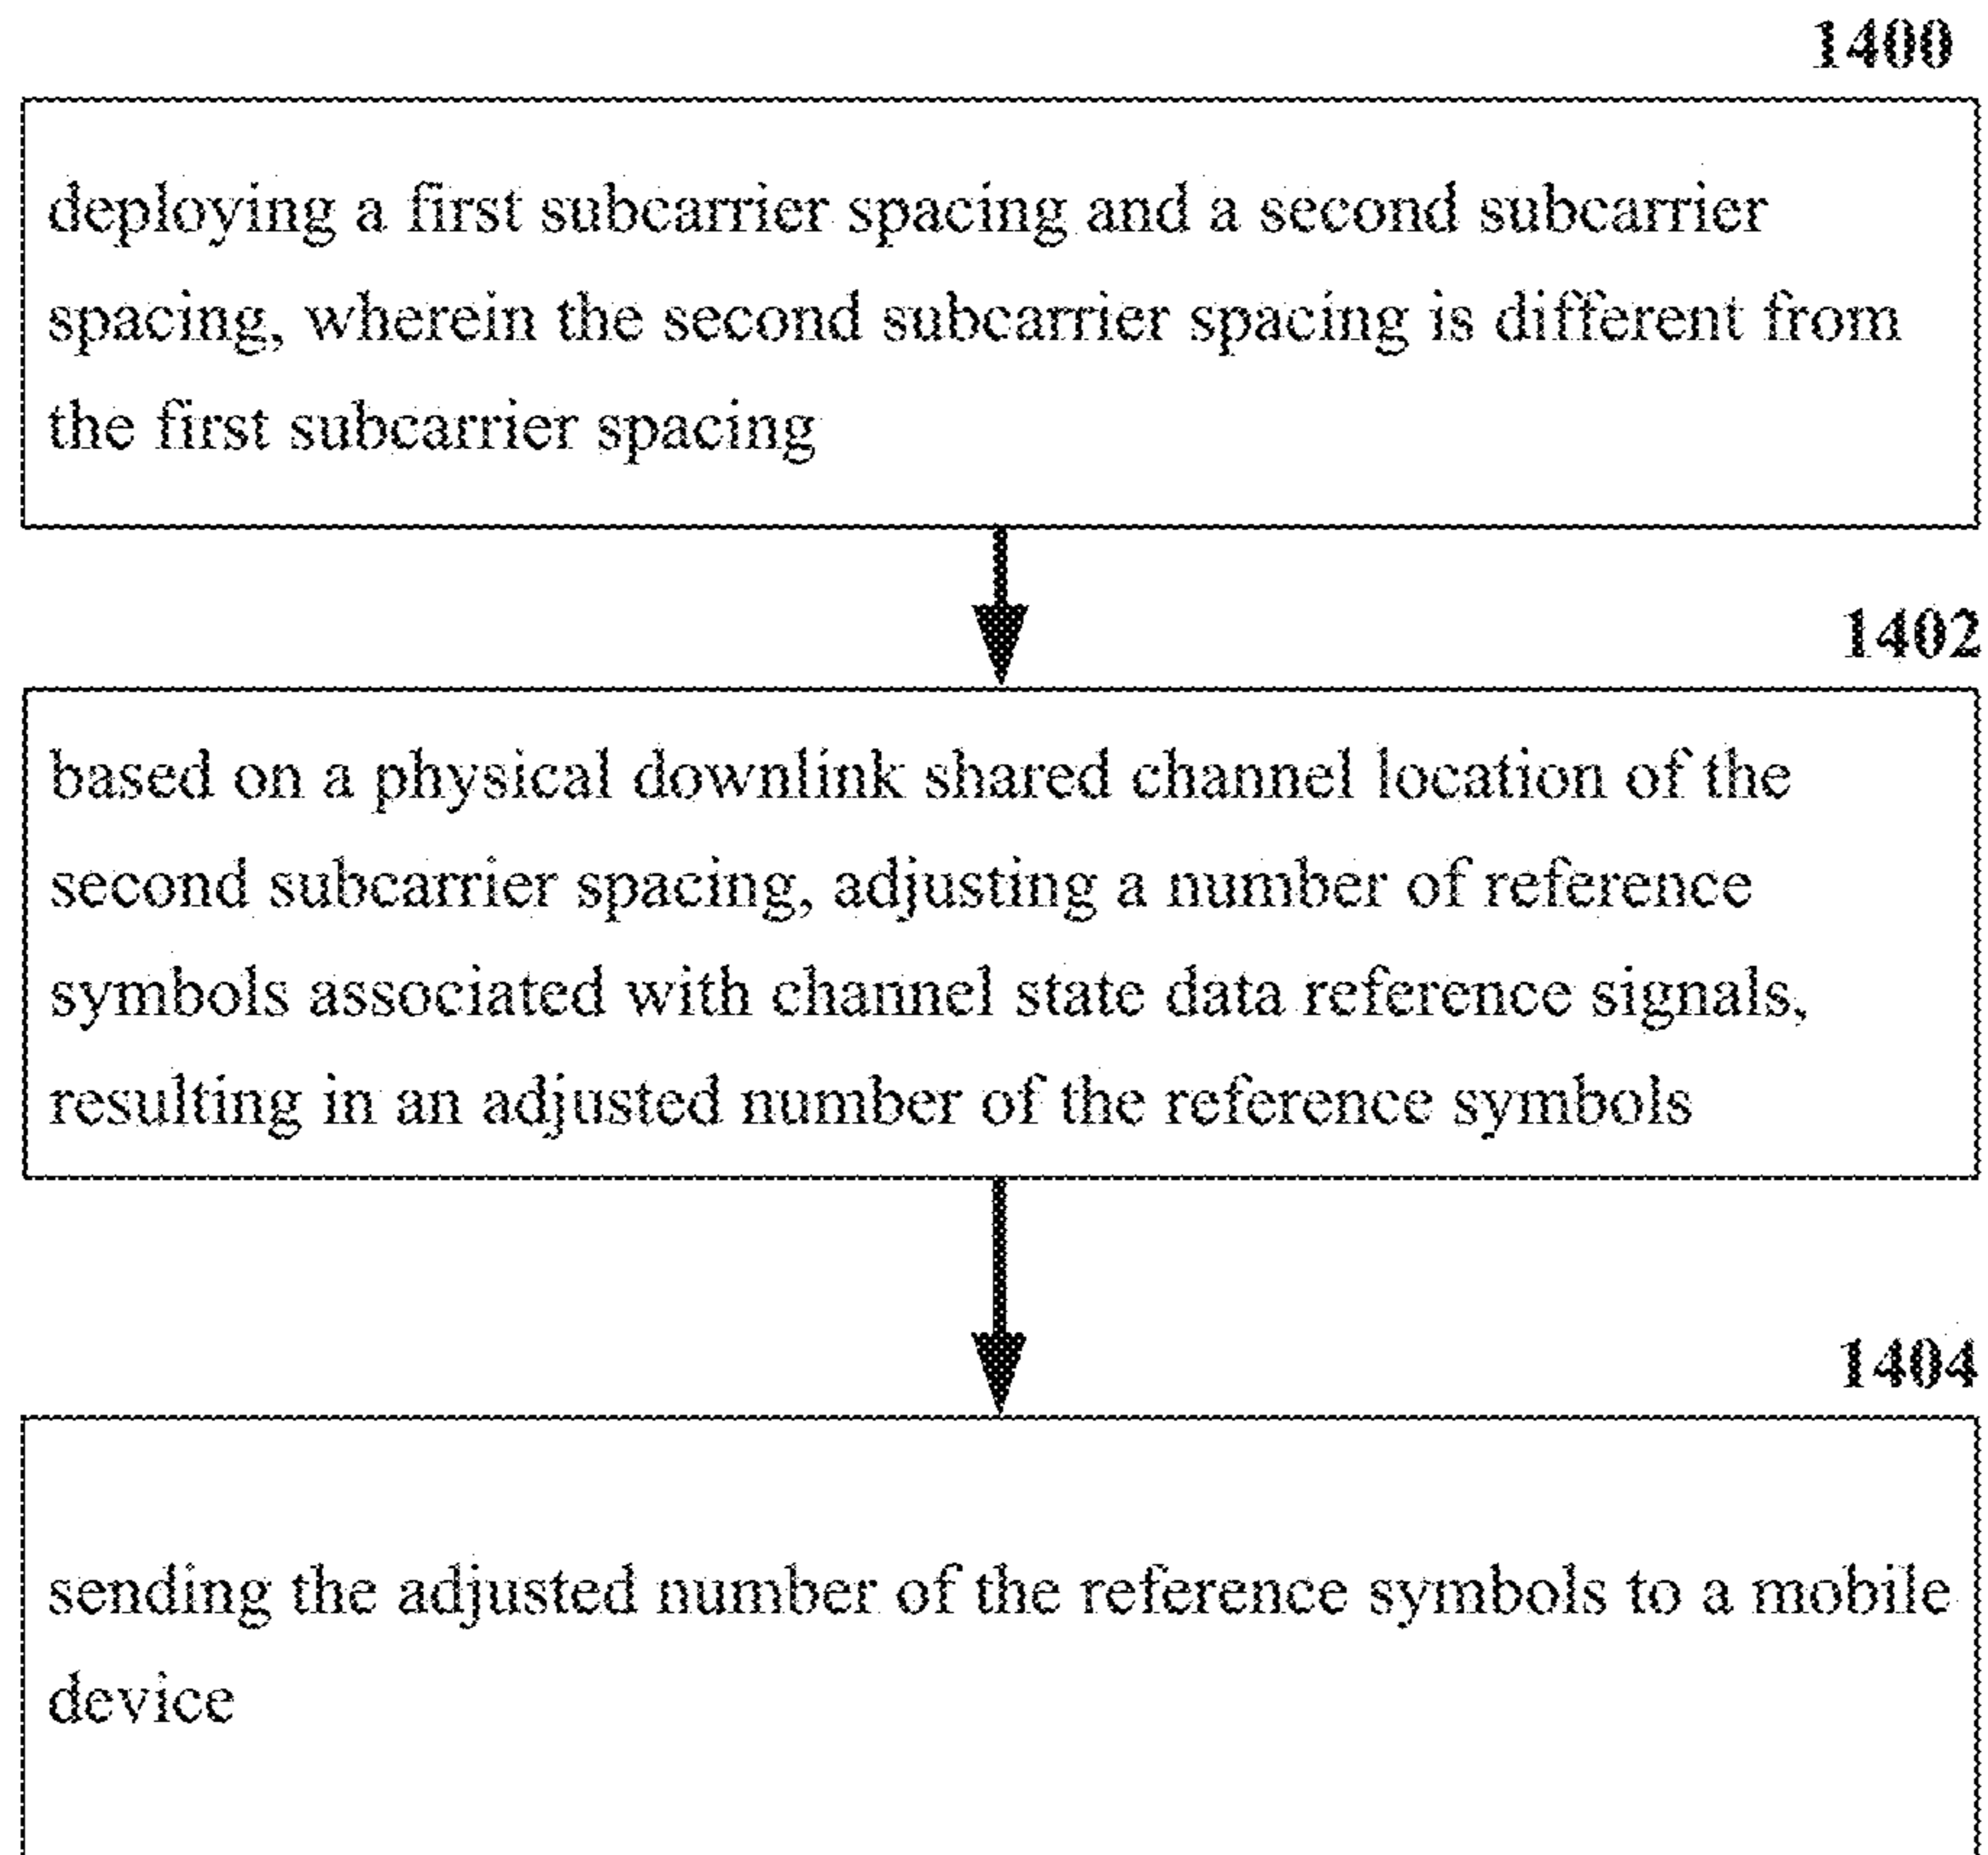 1400
deploying a first subcarrier spacing and a second subcarrier
spacing, wherein the second subcarrier spacing is different from
the first subcarrier spacing
1402
based on a physical downlink shared channel location of the
second subcarrier spacing, adjusting a number of reference
symbols associated with channel state data reference signals,
resulting in an adjusted number of the reference symbols
1404
sending the adjusted number of the reference symbols to a mobile
device